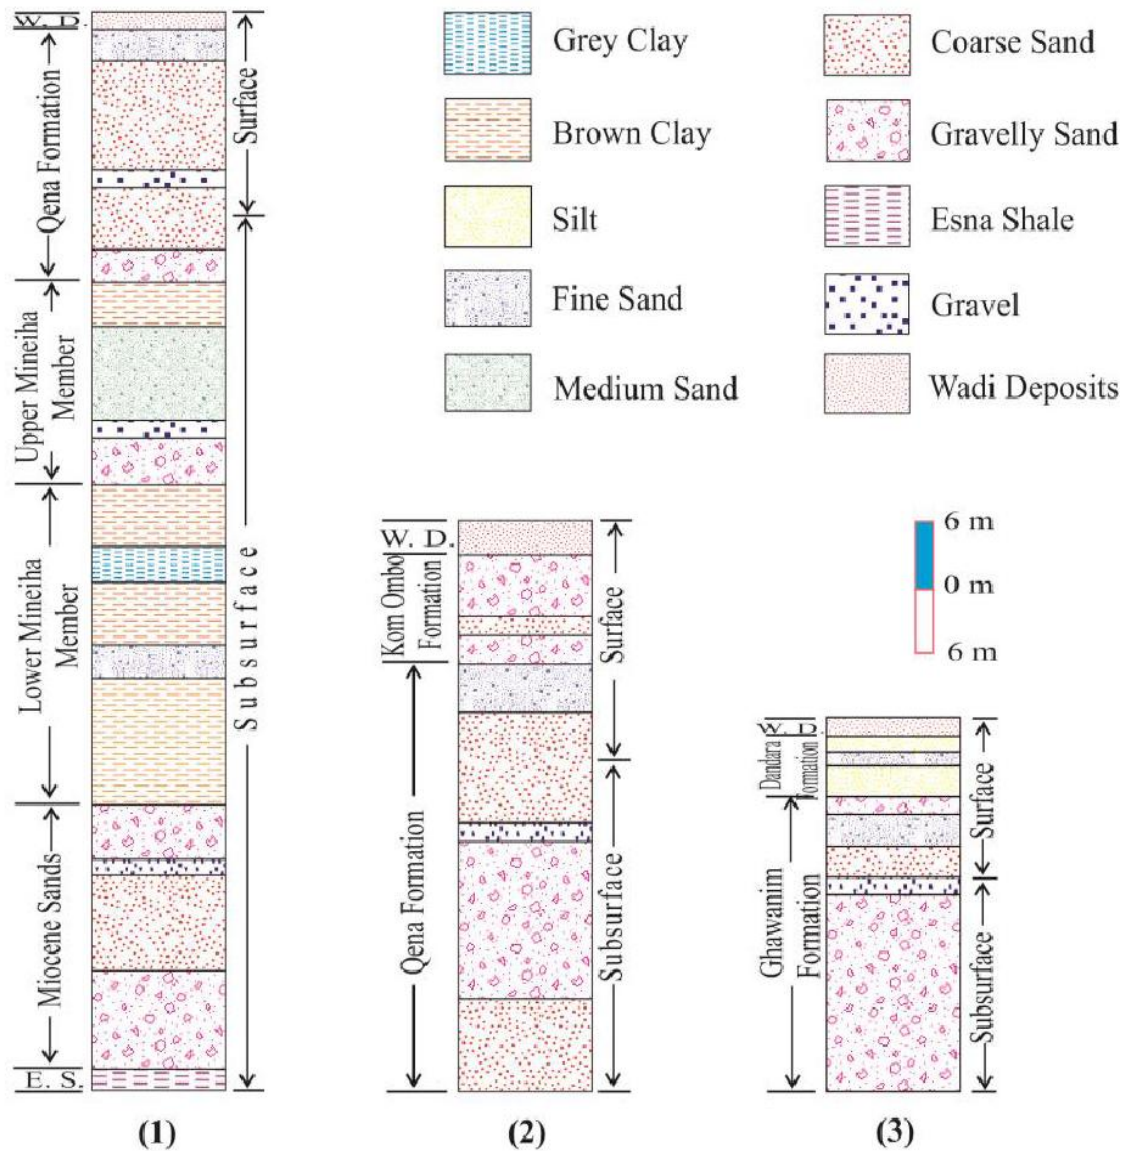 W. D.
Qena Formation
Upper Mineiha
Member
Lower Mineiha
Member
Miocene Sands
E. S.
Surface
Subsurface
(1)
Grey Clay
Brown Clay
Silt
Fine Sand
Medium Sand
Coarse Sand
Gravelly Sand
Esna Shale
Gravel
Wadi Deposits
W. D.
Kom Ombo
Formation
Qena Formation
Surface
Subsurface
(2)
6 m
0 m
6 m
W. D.
Dandara
Formation
Ghawanim
Formation
Surface
Subsurface
(3)